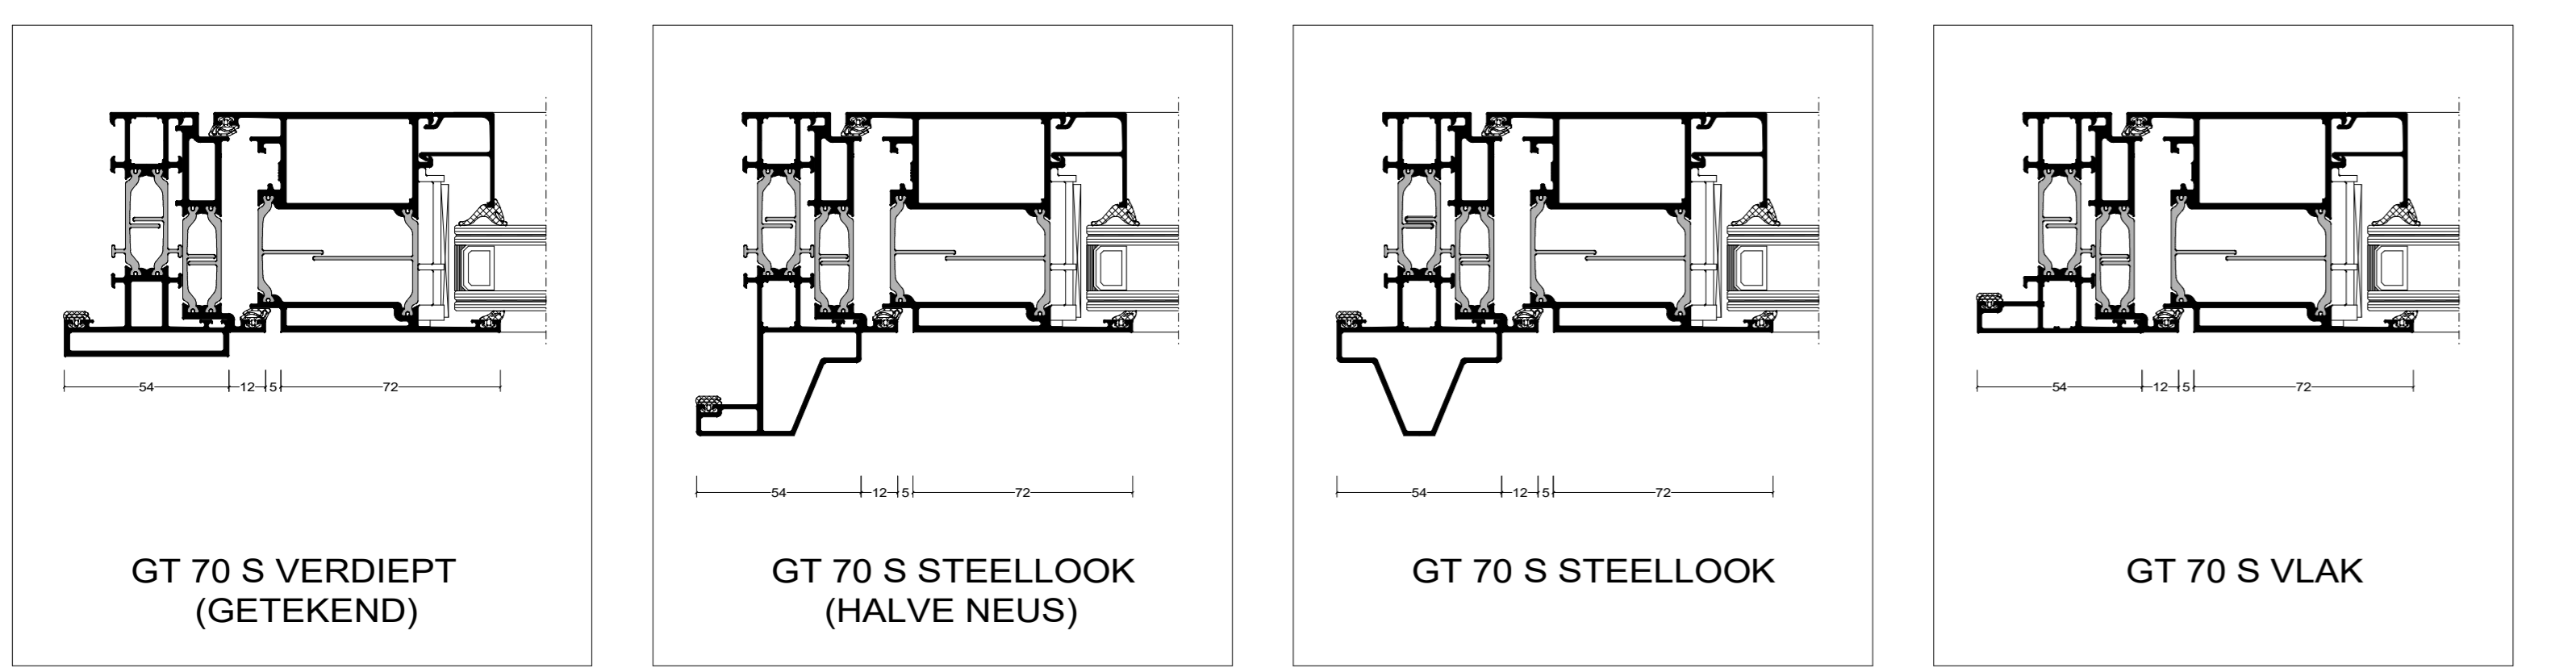 54 12 5 72
GT 70 S VERDIEPT
(GETEKEND)
54 12 5 72
GT 70 S STEELLOOK
(HALVE NEUS)
54 12 5 72
GT 70 S STEELLOOK
54 12 5 72
GT 70 S VLAK